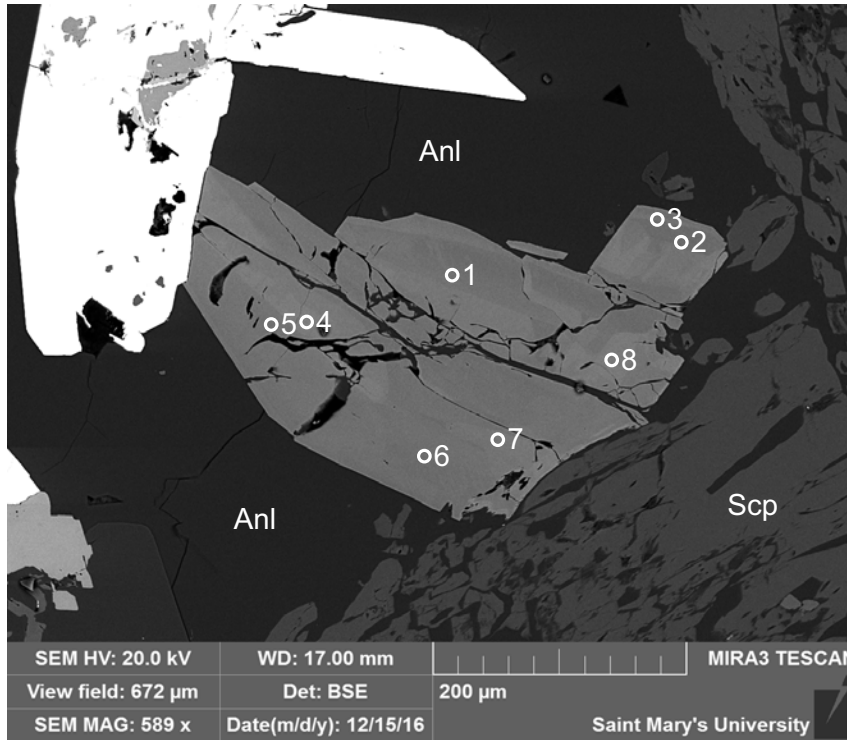 Anl
3
2
1
5 4
8
7
6
Anl
Scp
SEM HV: 20.0 kV WD: 17.00 mm MIRA3 TESCAN
View field: 672 µm Det: BSE 200 µm
SEM MAG: 589 x Date(m/d/y): 12/15/16 Saint Mary's University